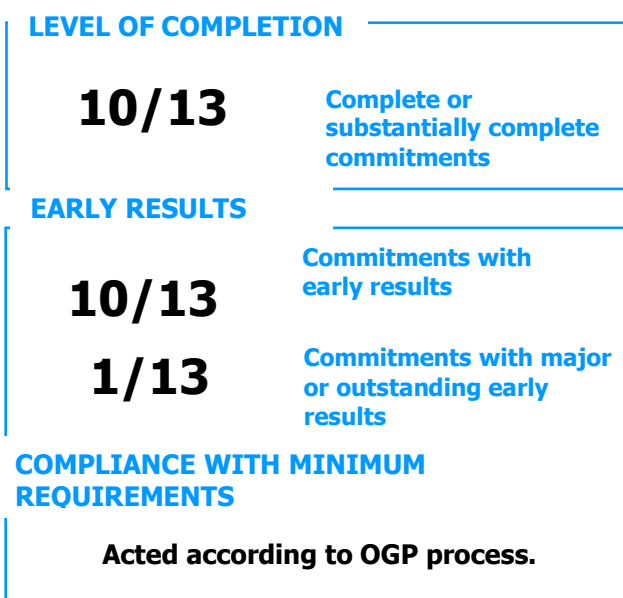 LEVEL OF COMPLETION
10/13
Complete or
substantially complete
commitments
EARLY RESULTS
10/13
Commitments with
early results
1/13
Commitments with major
or outstanding early
results
COMPLIANCE WITH MINIMUM
REQUIREMENTS
Acted according to OGP process.